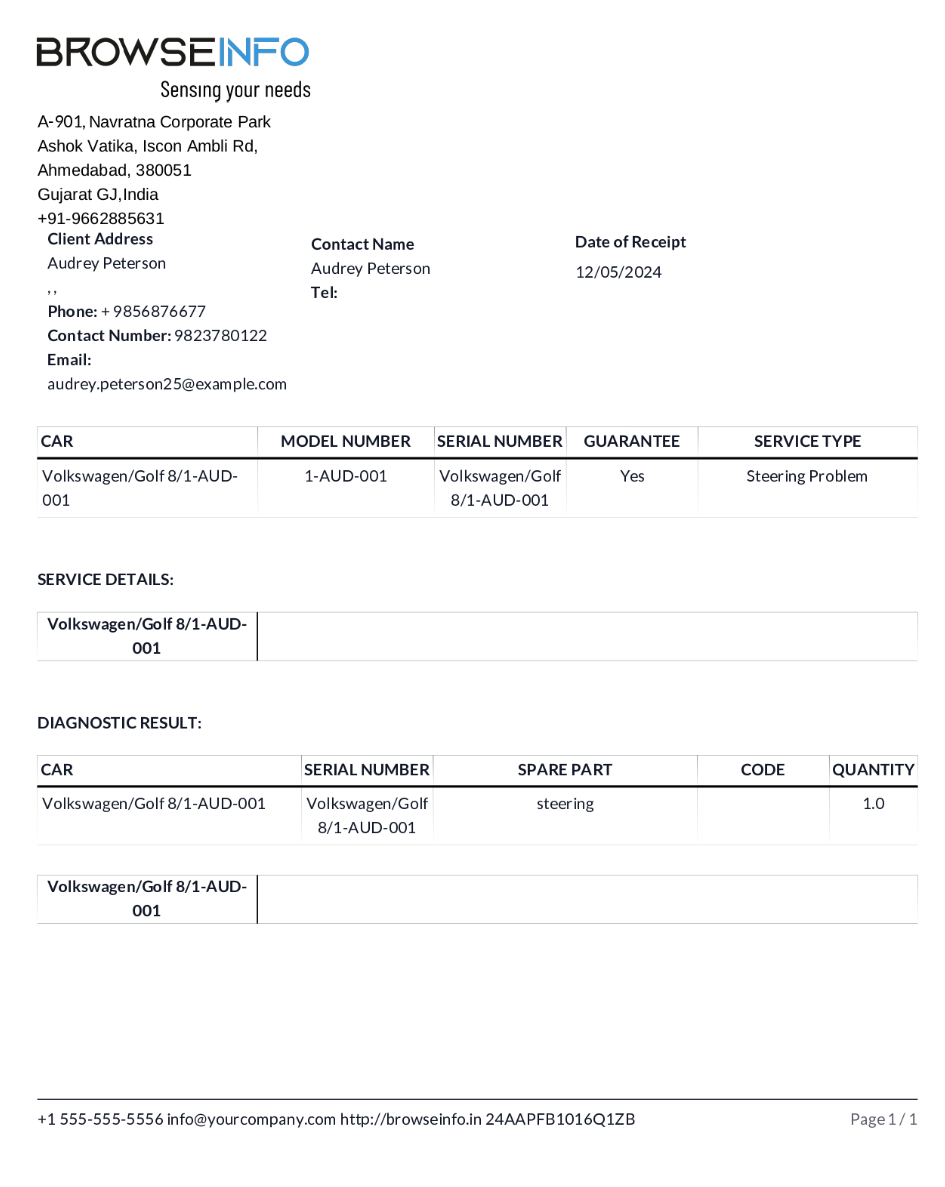 BROWSEINFO
Sensing your needs
A-901, Navratna Corporate Park
Ashok Vatika, Iscon Ambli Rd,
Ahmedabad, 380051
Gujarat GJ,India
+91-9662885631
Client Address
Audrey Peterson
, ,
Phone: + 9856876677
Contact Number: 9823780122
Email:
audrey.peterson25@example.com
Contact Name
Audrey Peterson
Tel:
Date of Receipt
12/05/2024
CAR MODEL NUMBER SERIAL NUMBER GUARANTEE SERVICE TYPE
Volkswagen/Golf 8/1-AUD- 1-AUD-001 Volkswagen/Golf Yes Steering Problem
001 8/1-AUD-001
SERVICE DETAILS:
Volkswagen/Golf 8/1-AUD-
001
DIAGNOSTIC RESULT:
CAR SERIAL NUMBER SPARE PART CODE QUANTITY
Volkswagen/Golf 8/1-AUD-001 Volkswagen/Golf steering 1.0
8/1-AUD-001
Volkswagen/Golf 8/1-AUD-
001
+1 555-555-5556 info@yourcompany.com http://browseinfo.in 24AAPFB1016Q1ZB Page 1 / 1